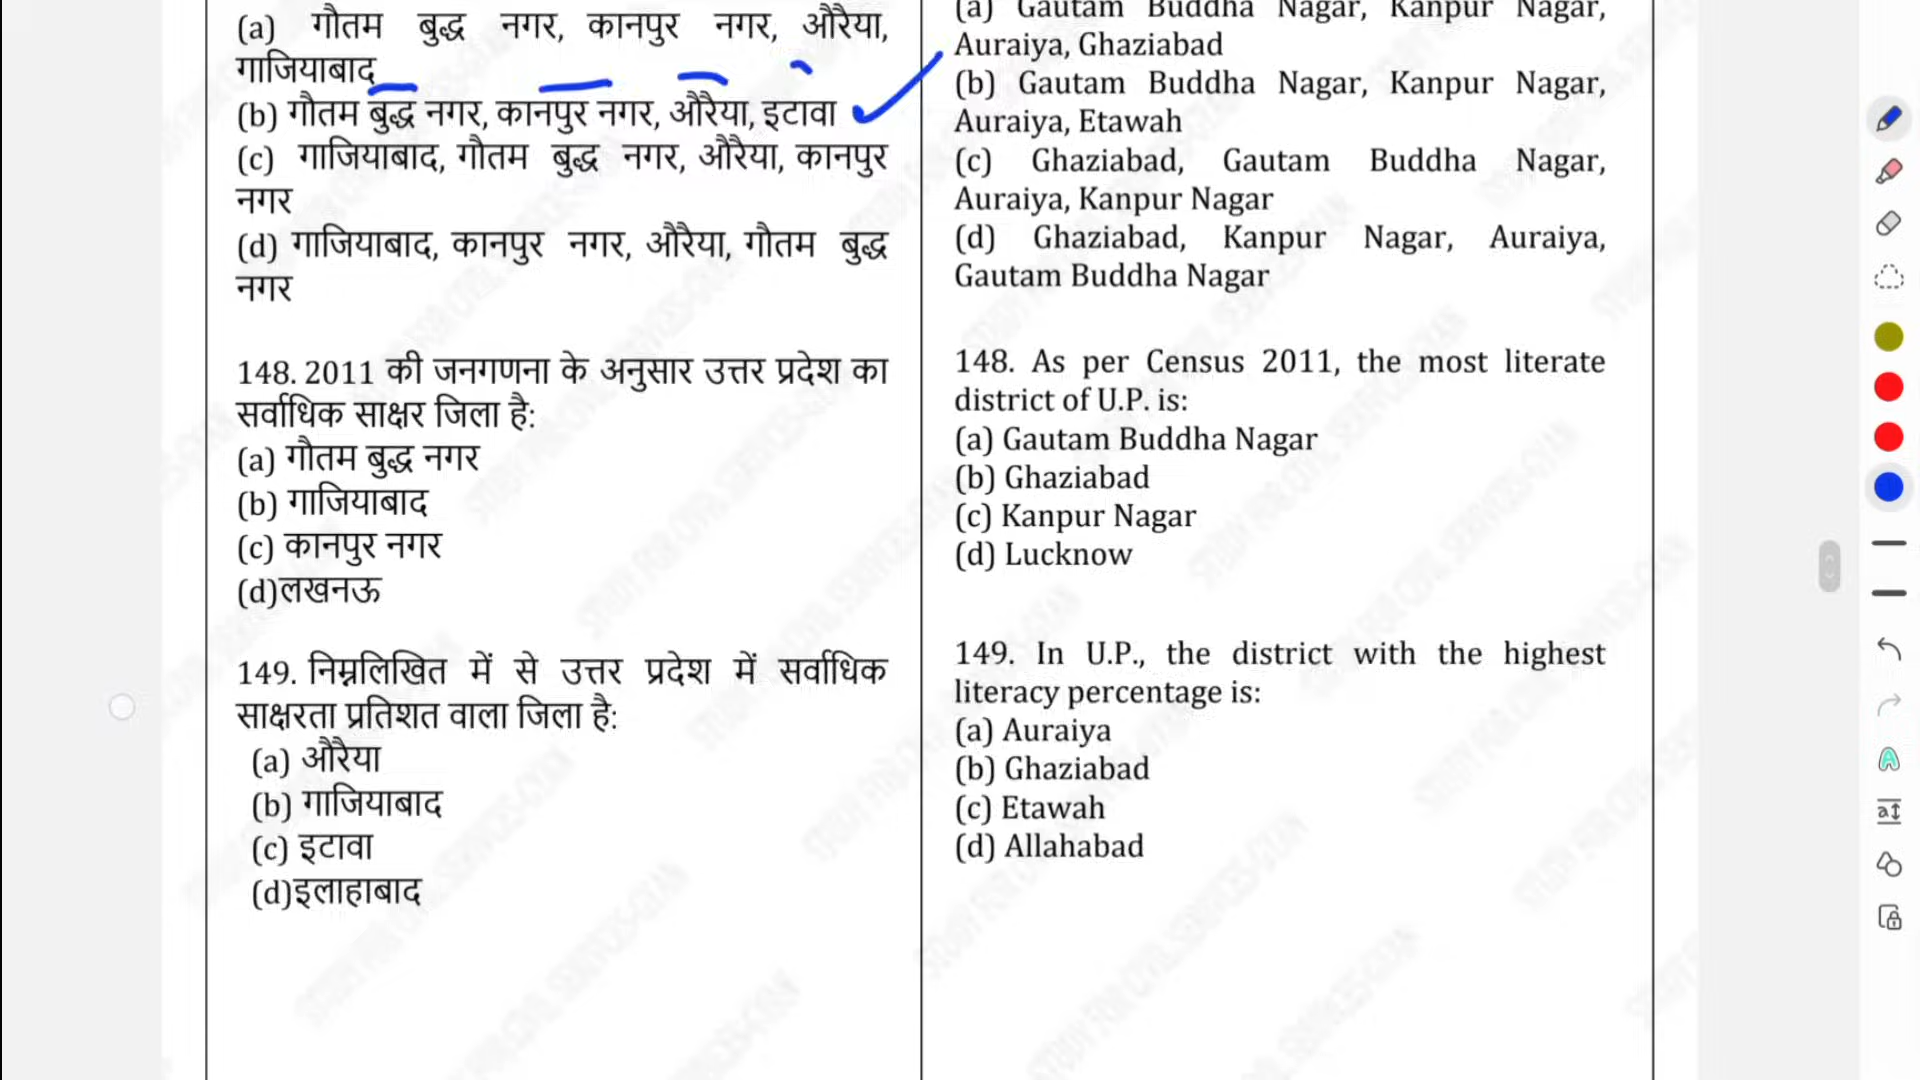 (a) गौतम बुद्ध नगर, कानपुर नगर, औरैया,
गाजियाबाद
(b) गौतम बुद्ध नगर, कानपुर नगर, औरैया, इटावा
(c) गाजियाबाद, गौतम बुद्ध नगर, औरैया, कानपुर
नगर
(d) गाजियाबाद, कानपुर नगर, औरैया, गौतम बुद्ध
नगर
148. 2011 की जनगणना के अनुसार उत्तर प्रदेश का
सर्वाधिक साक्षर जिला है:
(a) गौतम बुद्ध नगर
(b) गाजियाबाद
(c) कानपुर नगर
(d)लखनऊ
149. निम्नलिखित में से उत्तर प्रदेश में सर्वाधिक
साक्षरता प्रतिशत वाला जिला है:
(a) औरैया
(b) गाजियाबाद
(c) इटावा
(d)इलाहाबाद
(a) Gautam Buddha Nagar, Kanpur Nagar,
Auraiya, Ghaziabad
(b) Gautam Buddha Nagar, Kanpur Nagar,
Auraiya, Etawah
(c) Ghaziabad, Gautam Buddha Nagar,
Auraiya, Kanpur Nagar
(d) Ghaziabad, Kanpur Nagar, Auraiya,
Gautam Buddha Nagar
148. As per Census 2011, the most literate
district of U.P. is:
(a) Gautam Buddha Nagar
(b) Ghaziabad
(c) Kanpur Nagar
(d) Lucknow
149. In U.P., the district with the highest
literacy percentage is:
(a) Auraiya
(b) Ghaziabad
(c) Etawah
(d) Allahabad